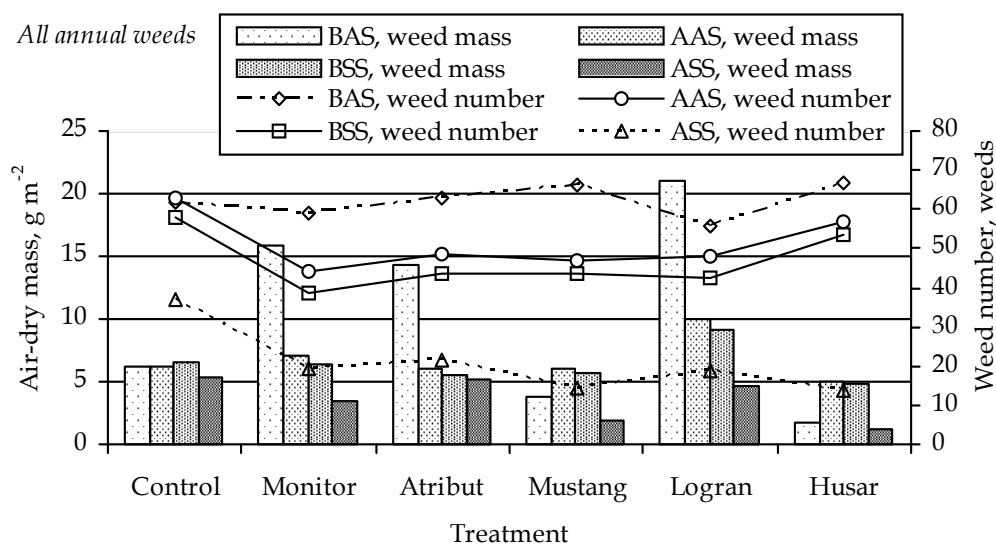 All annual weeds
BAS, weed mass
AAS, weed mass
BSS, weed mass
ASS, weed mass
BAS, weed number
AAS, weed number
BSS, weed number
ASS, weed number
Air-dry mass, g m⁻²
25
20
15
10
5
0
80
70
60
50
40
30
20
10
0
Weed number, weeds
Control Monitor Atribut Mustang Logran Husar
Treatment